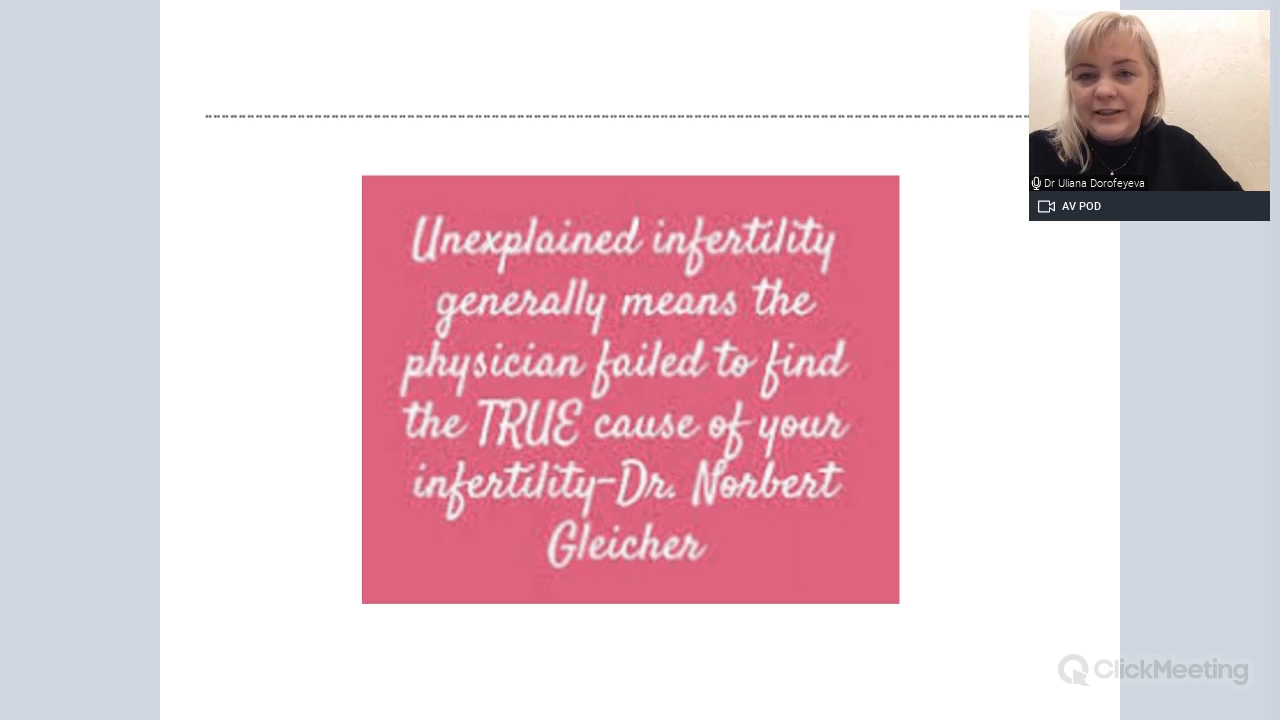 Unexplained infertility
generally means the
physician failed to find
the TRUE cause of your
infertility-Dr. Norbert
Gleicher
Dr Uliana Dorofeyeva
AV POD
ClickMeeting